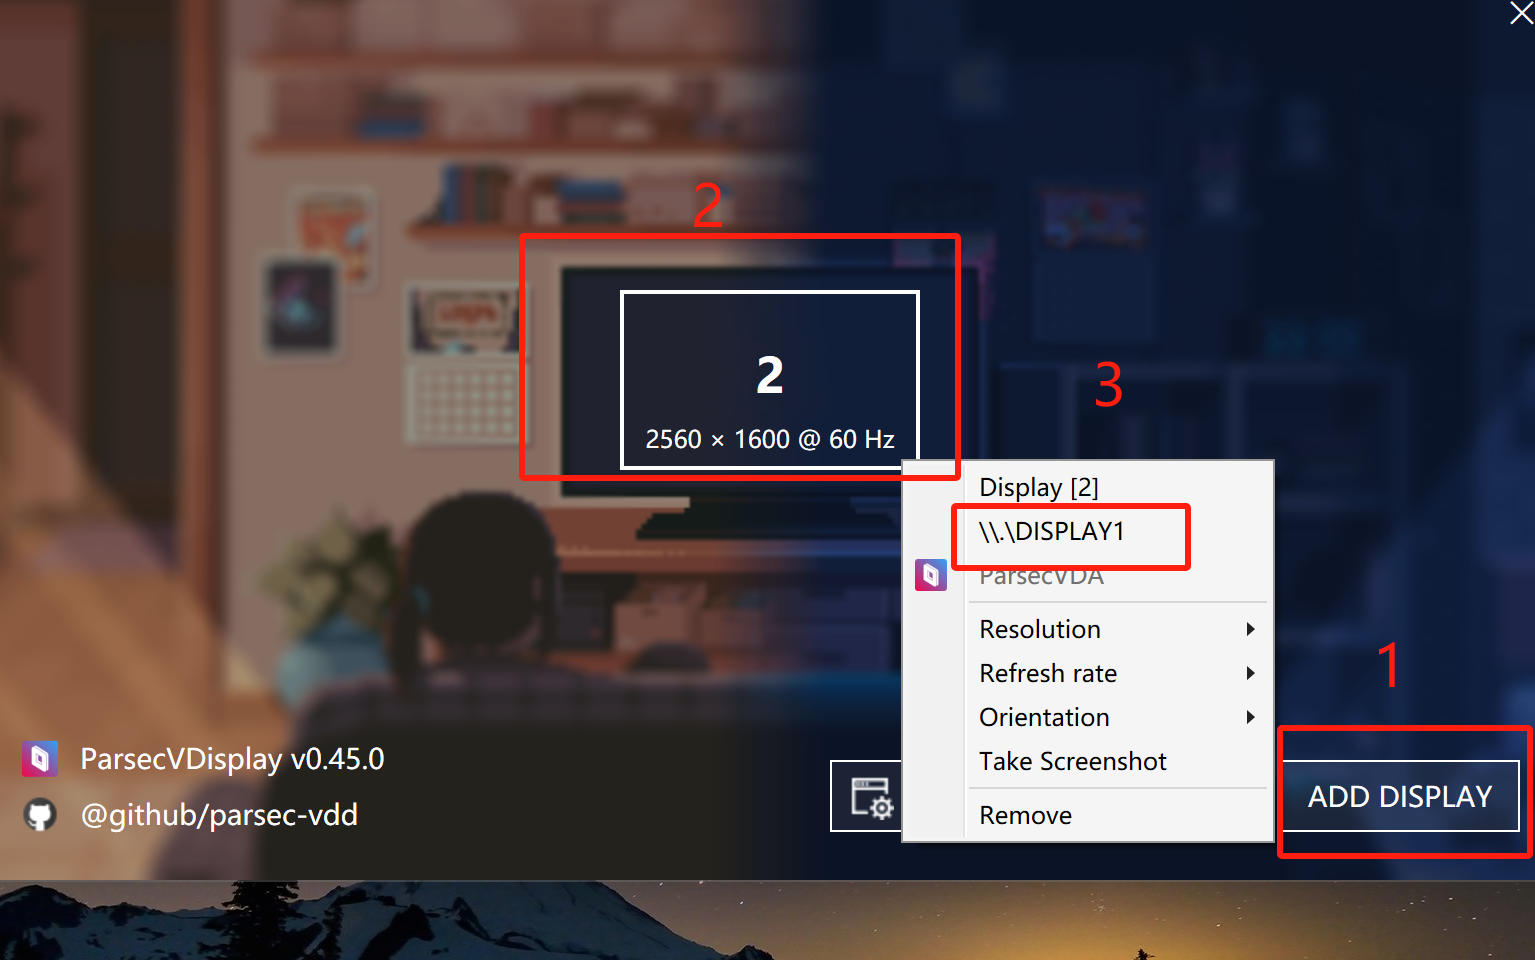 2
2
2560 × 1600 @ 60 Hz
3
Display [2]
\\.\DISPLAY1
ParsecVDA
Resolution
Refresh rate
Orientation
Take Screenshot
Remove
1
ADD DISPLAY
ParsecVDisplay v0.45.0
@github/parsec-vdd